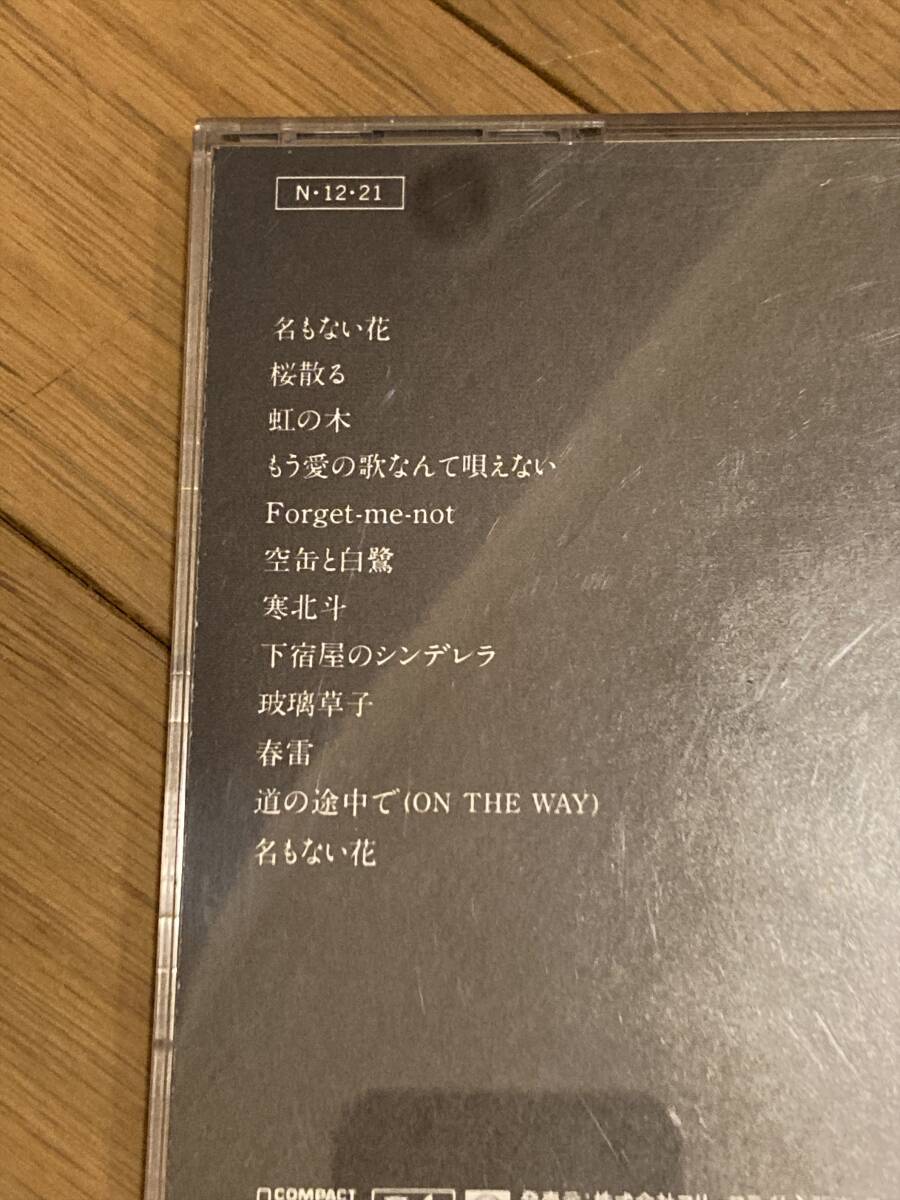 N・12・21
名もない花
桜散る
虹の木
もう愛の歌なんて唄えない
Forget-me-not
空缶と白鷺
寒北斗
下宿屋のシンデレラ
玻璃草子
春雷
道の途中で(ON THE WAY)
名もない花
COMPACT